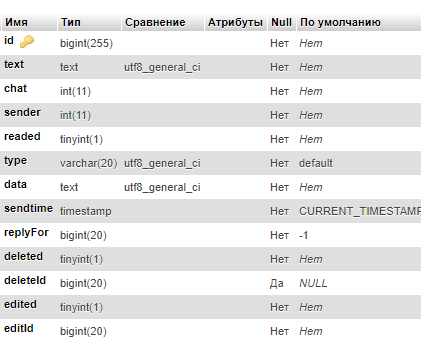 Имя Тип Сравнение Атрибуты Null По умолчанию
id bigint(255) Нет Нет
text text utf8_general_ci Нет Нет
chat int(11) Нет Нет
sender int(11) Нет Нет
readed tinyint(1) Нет Нет
type varchar(20) utf8_general_ci Нет default
data text utf8_general_ci Нет Нет
sendtime timestamp Нет CURRENT_TIMESTAMP
replyFor bigint(20) Нет -1
deleted tinyint(1) Нет Нет
deleteId bigint(20) Да NULL
edited tinyint(1) Нет Нет
editId bigint(20) Нет Нет